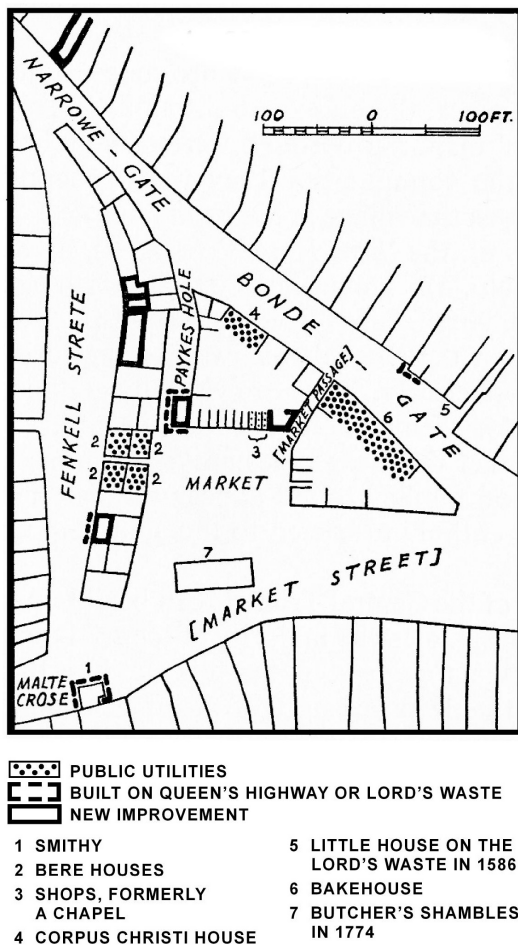 NARROWE - GATE
100 0 100 FT.
BONDE
GATE
PAYKES HOLE
FENKELL STRETE
4
[MARKET PASSAGE]
1
5
6
3
2 2
2 2
MARKET
7
[MARKET STREET]
1
MALTE
CROSE
PUBLIC UTILITIES
BUILT ON QUEEN'S HIGHWAY OR LORD'S WASTE
NEW IMPROVEMENT
1 SMITHY
2 BERE HOUSES
3 SHOPS, FORMERLY
A CHAPEL
4 CORPUS CHRISTI HOUSE
5 LITTLE HOUSE ON THE
LORD'S WASTE IN 1586
6 BAKEHOUSE
7 BUTCHER'S SHAMBLES
IN 1774